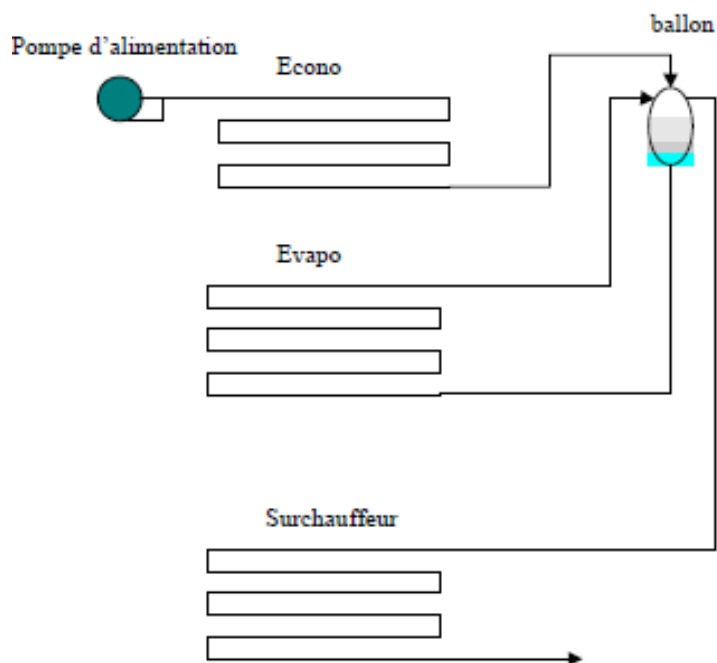 ballon
Pompe d’alimentation
Econo
Evapo
Surchauffeur